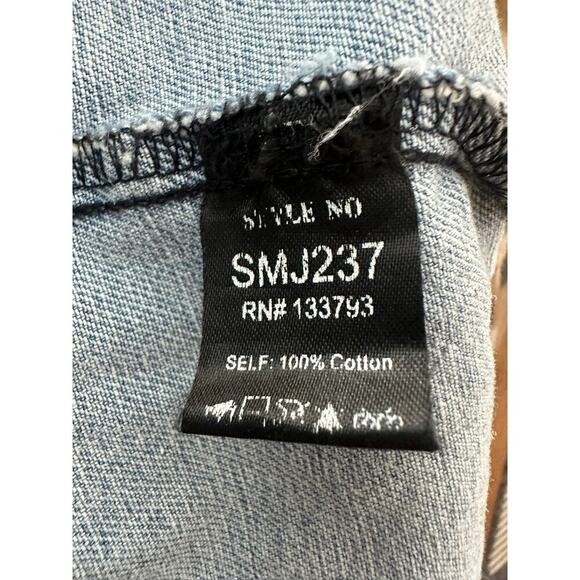 STYLE NO
SMJ237
RN# 133793
SELF: 100% Cotton